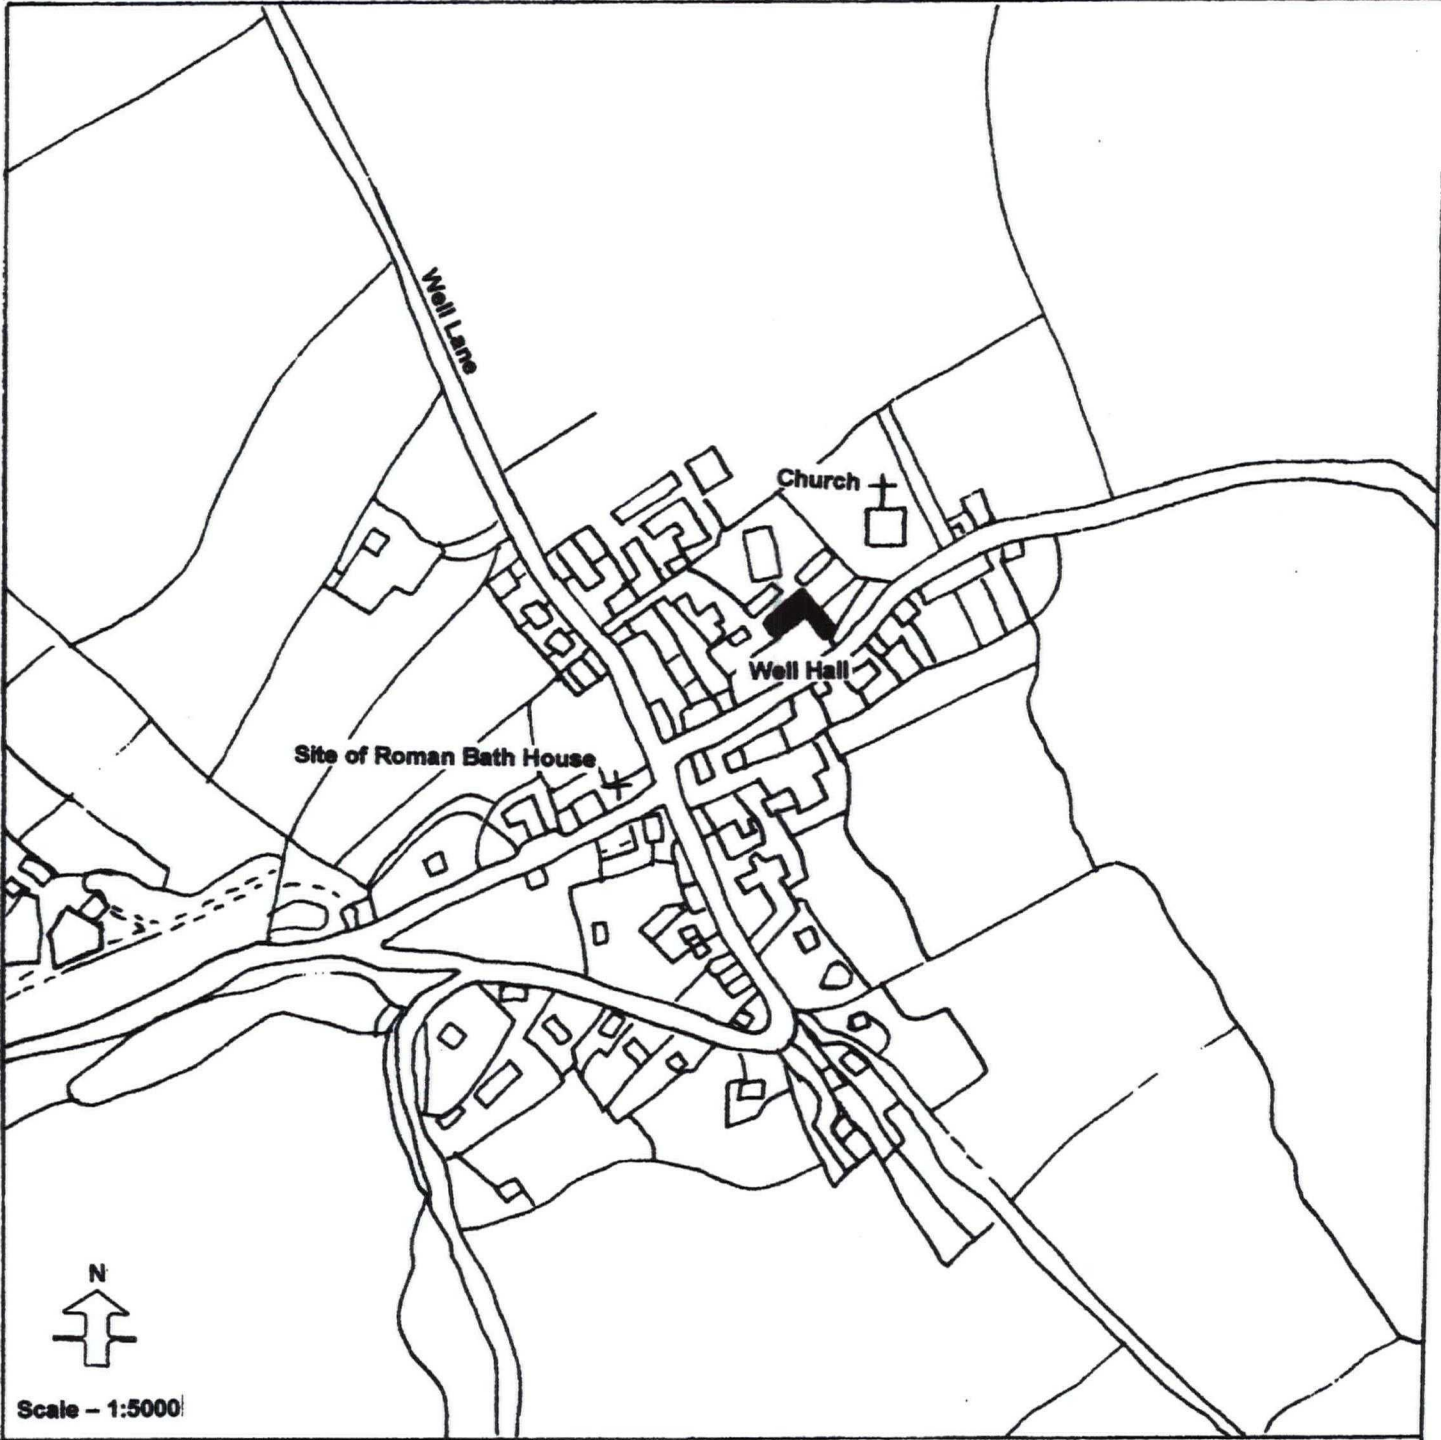 Well Lane
Church
Well Hall
Site of Roman Bath House
N
Scale – 1:5000